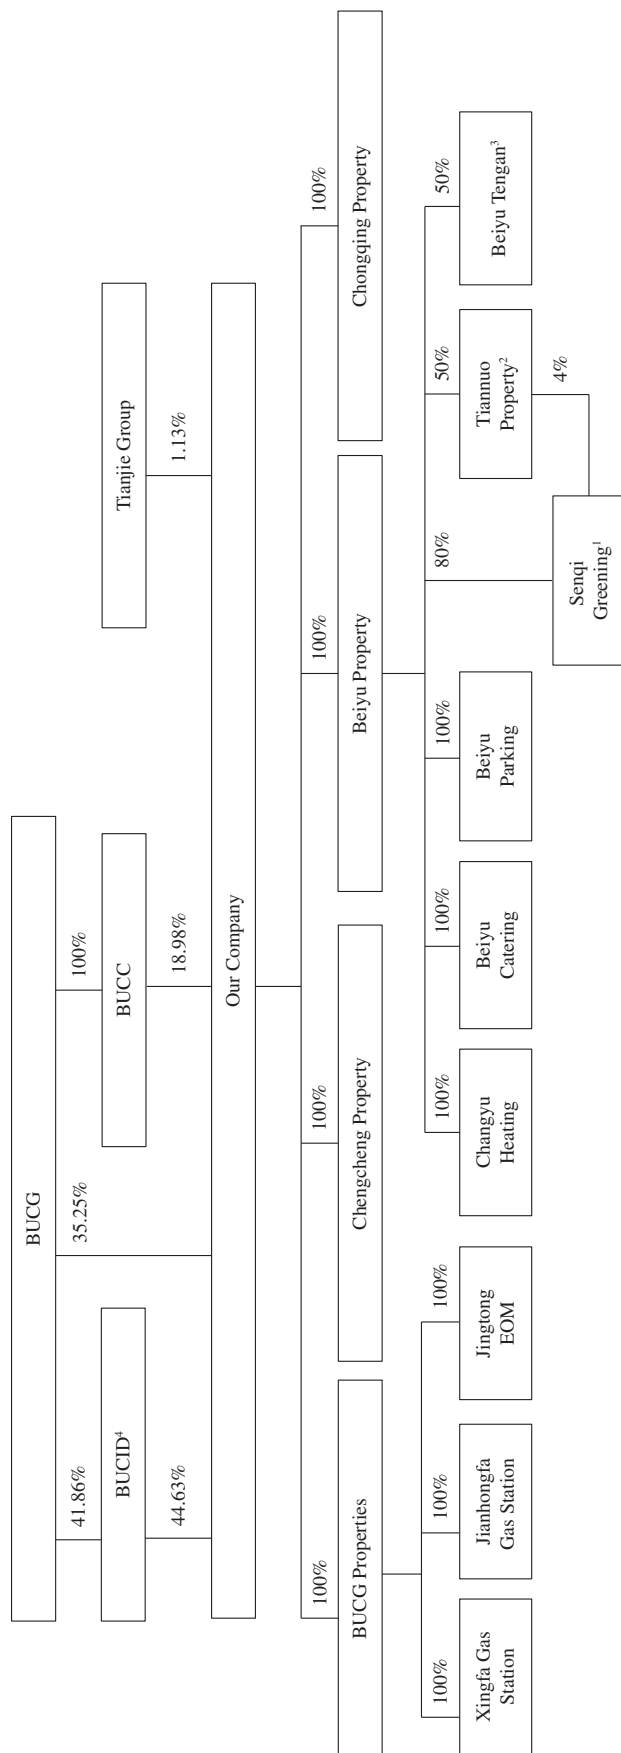 BUCG
41.86%
35.25%
100%
BUCID4
BUCC
Tianjie Group
44.63%
18.98%
1.13%
Our Company
100%
100%
100%
100%
BUCG Properties
Chengcheng Property
Beiyu Property
Chongqing Property
100%
100%
100%
100%
100%
100%
80%
50%
50%
Xingfa Gas
Station
Jianhongfa
Gas Station
Jingtong
EOM
Changyu
Heating
Beiyu
Catering
Beiyu
Parking
Tiannuo
Property2
Beiyu Tengan3
4%
Senqi
Greening1